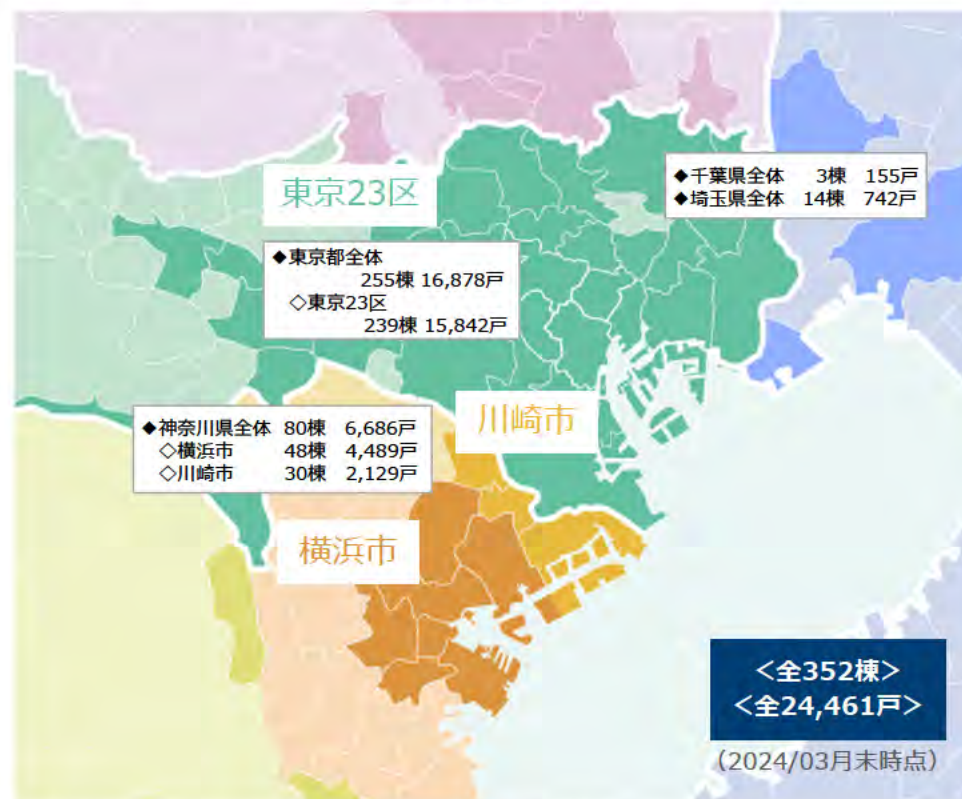 東京23区
◆千葉県全体 3棟 155戸
◆埼玉県全体 14棟 742戸
◆東京都全体
255棟 16,878戸
◇東京23区
239棟 15,842戸
川崎市
◆神奈川県全体 80棟 6,686戸
◇横浜市 48棟 4,489戸
◇川崎市 30棟 2,129戸
横浜市
＜全352棟＞
＜全24,461戸＞
（2024/03月末時点）